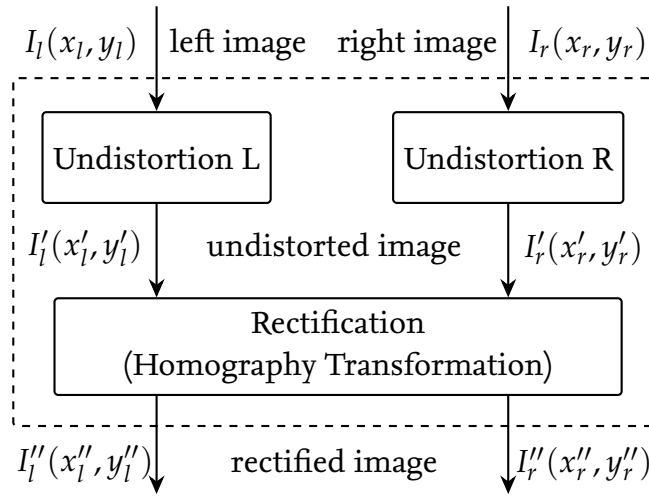 I_l(x_l, y_l) left image right image I_r(x_r, y_r)
Undistortion L Undistortion R
I′_l(x′_l, y′_l) undistorted image I′_r(x′_r, y′_r)
Rectification
(Homography Transformation)
I″_l(x″_l, y″_l) rectified image I″_r(x″_r, y″_r)